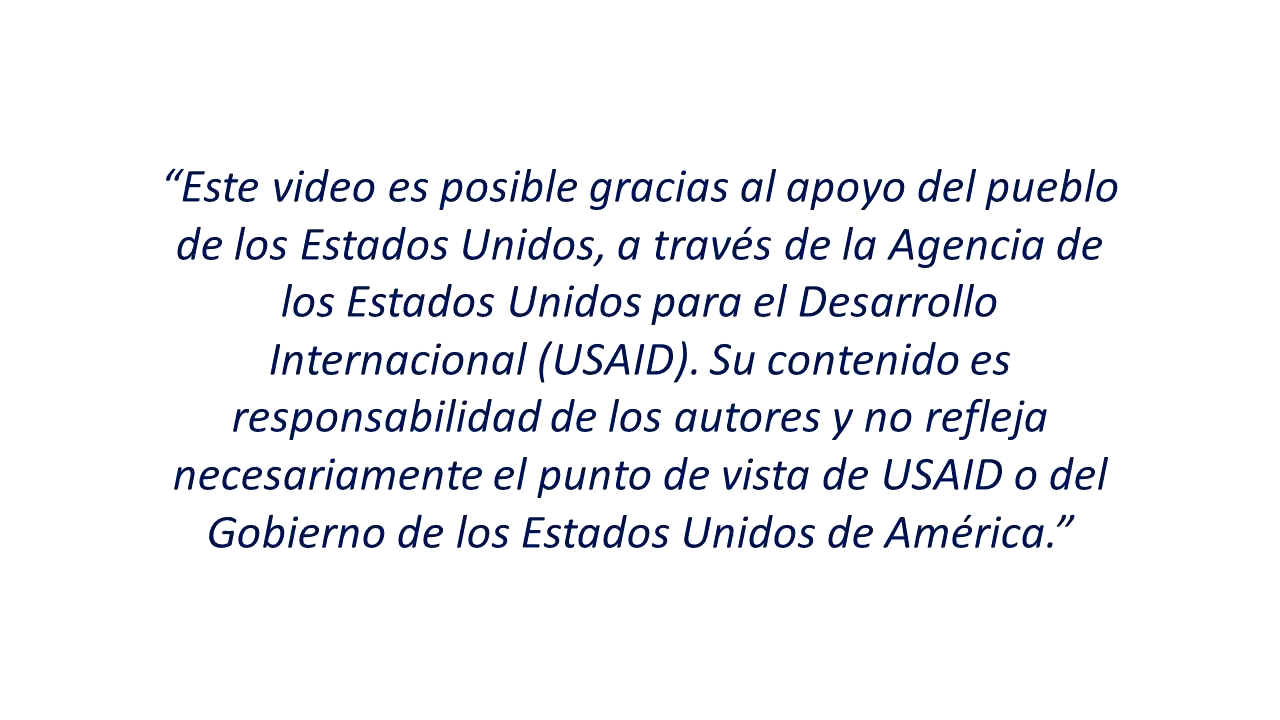 “Este video es posible gracias al apoyo del pueblo
de los Estados Unidos, a través de la Agencia de
los Estados Unidos para el Desarrollo
Internacional (USAID). Su contenido es
responsabilidad de los autores y no refleja
necesariamente el punto de vista de USAID o del
Gobierno de los Estados Unidos de América.”